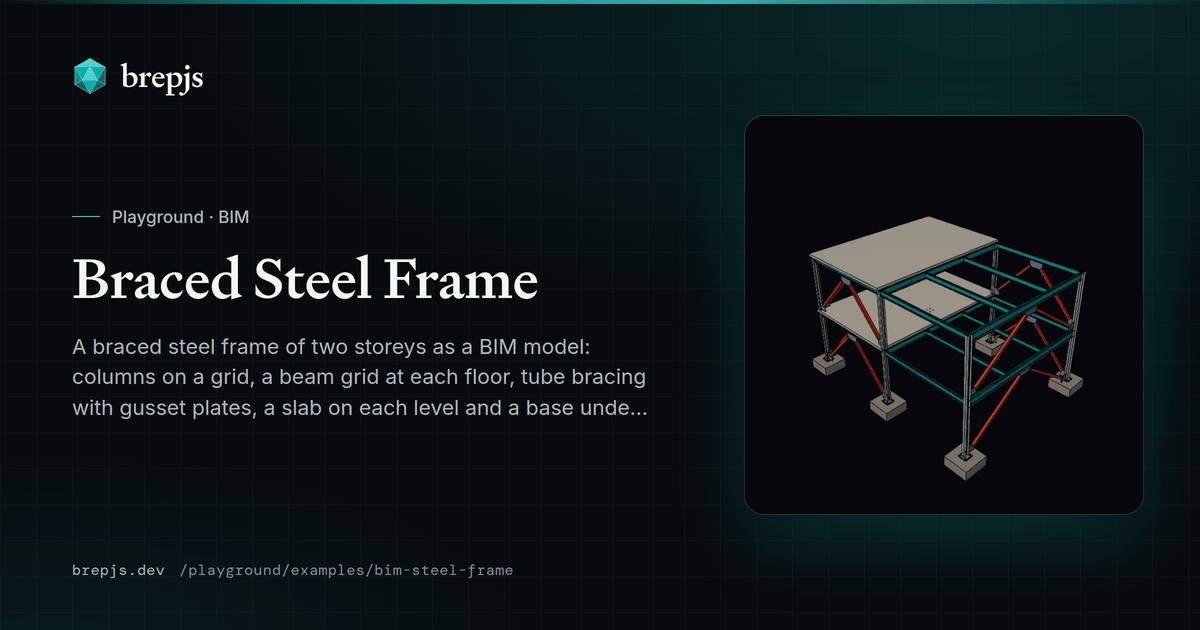 brepjs
Playground · BIM
Braced Steel Frame
A braced steel frame of two storeys as a BIM model:
columns on a grid, a beam grid at each floor, tube bracing
with gusset plates, a slab on each level and a base unde...
brepjs.dev /playground/examples/bim-steel-frame